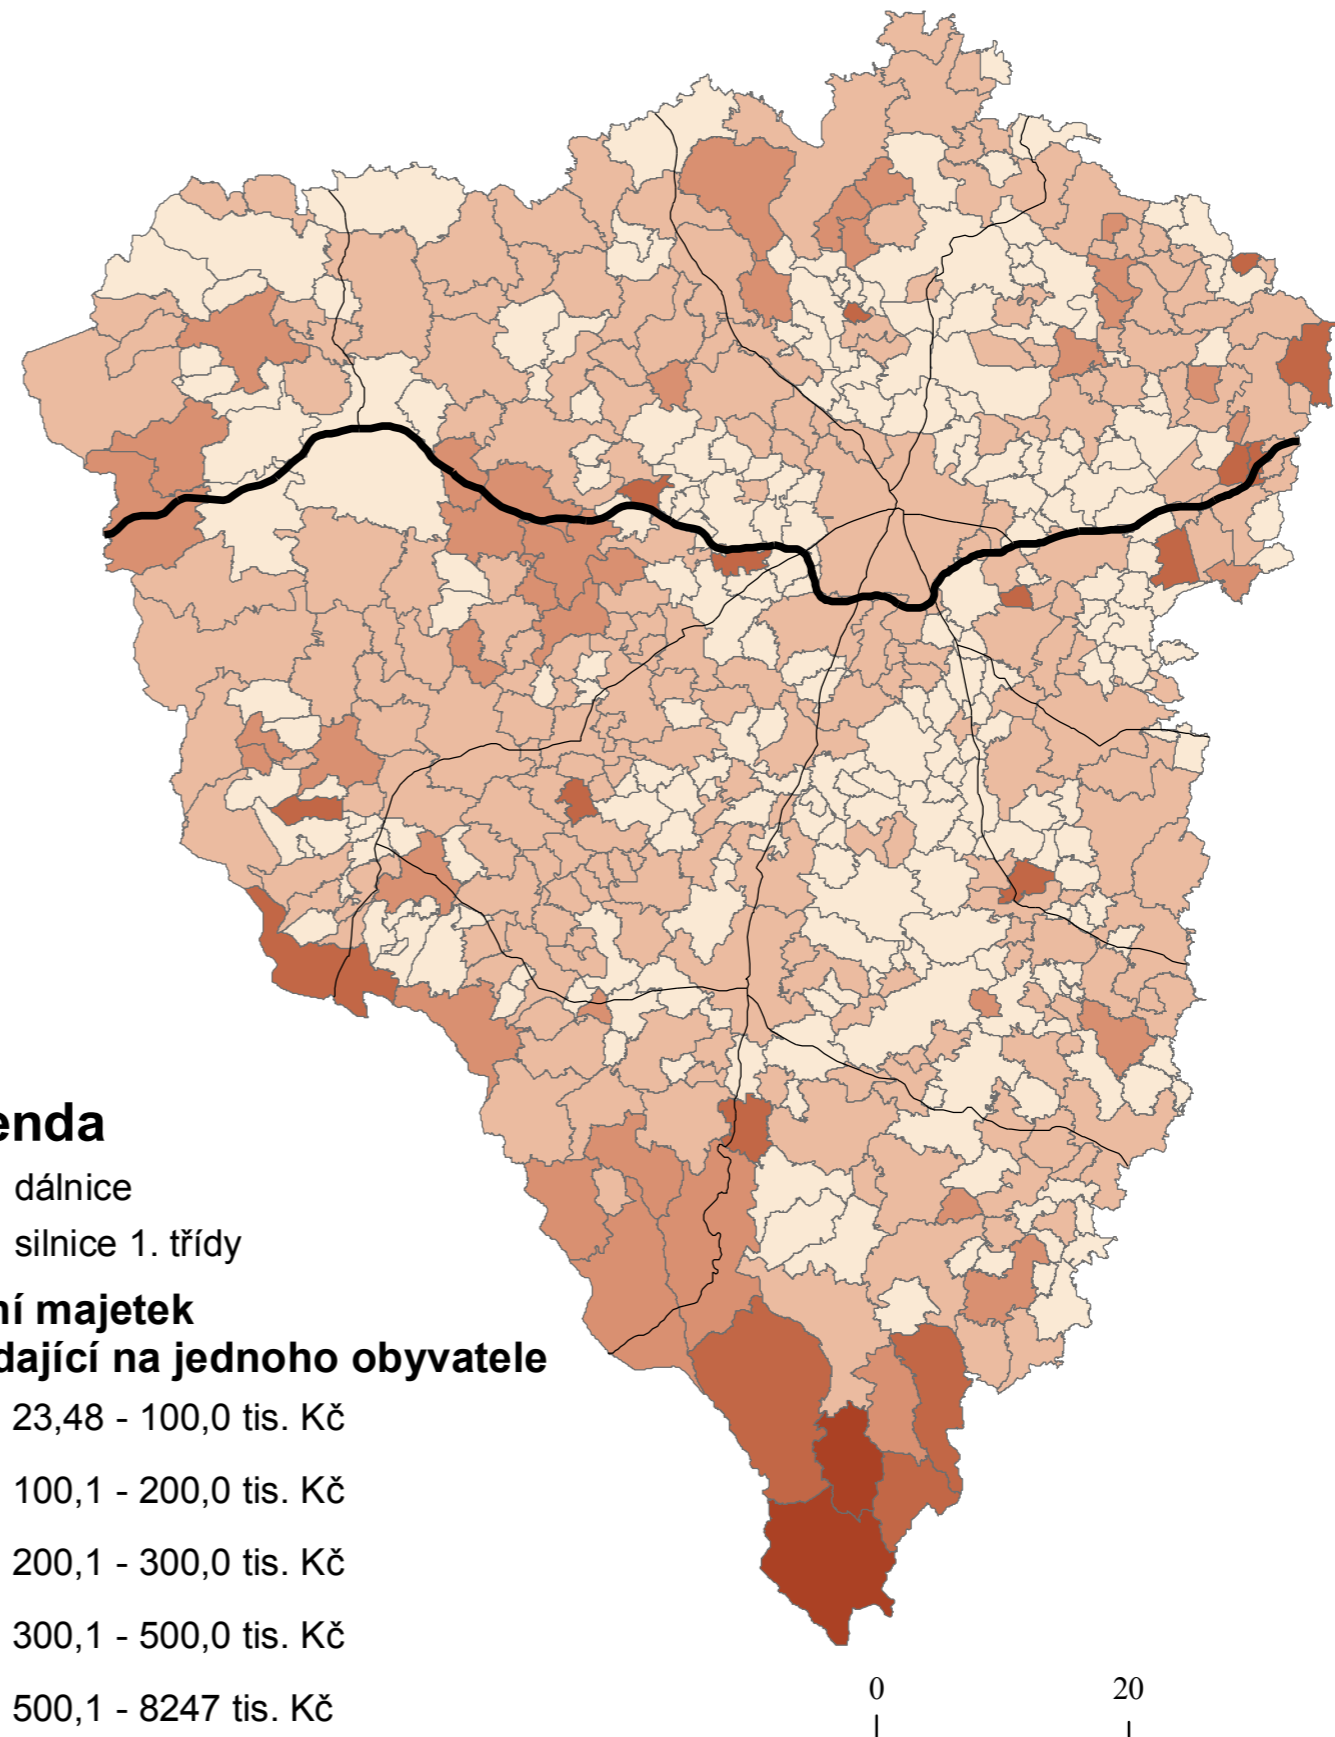 enda
dálnice
silnice 1. třídy
ní majetek
dající na jednoho obyvatele
23,48 - 100,0 tis. Kč
100,1 - 200,0 tis. Kč
200,1 - 300,0 tis. Kč
300,1 - 500,0 tis. Kč
500,1 - 8247 tis. Kč
0 20